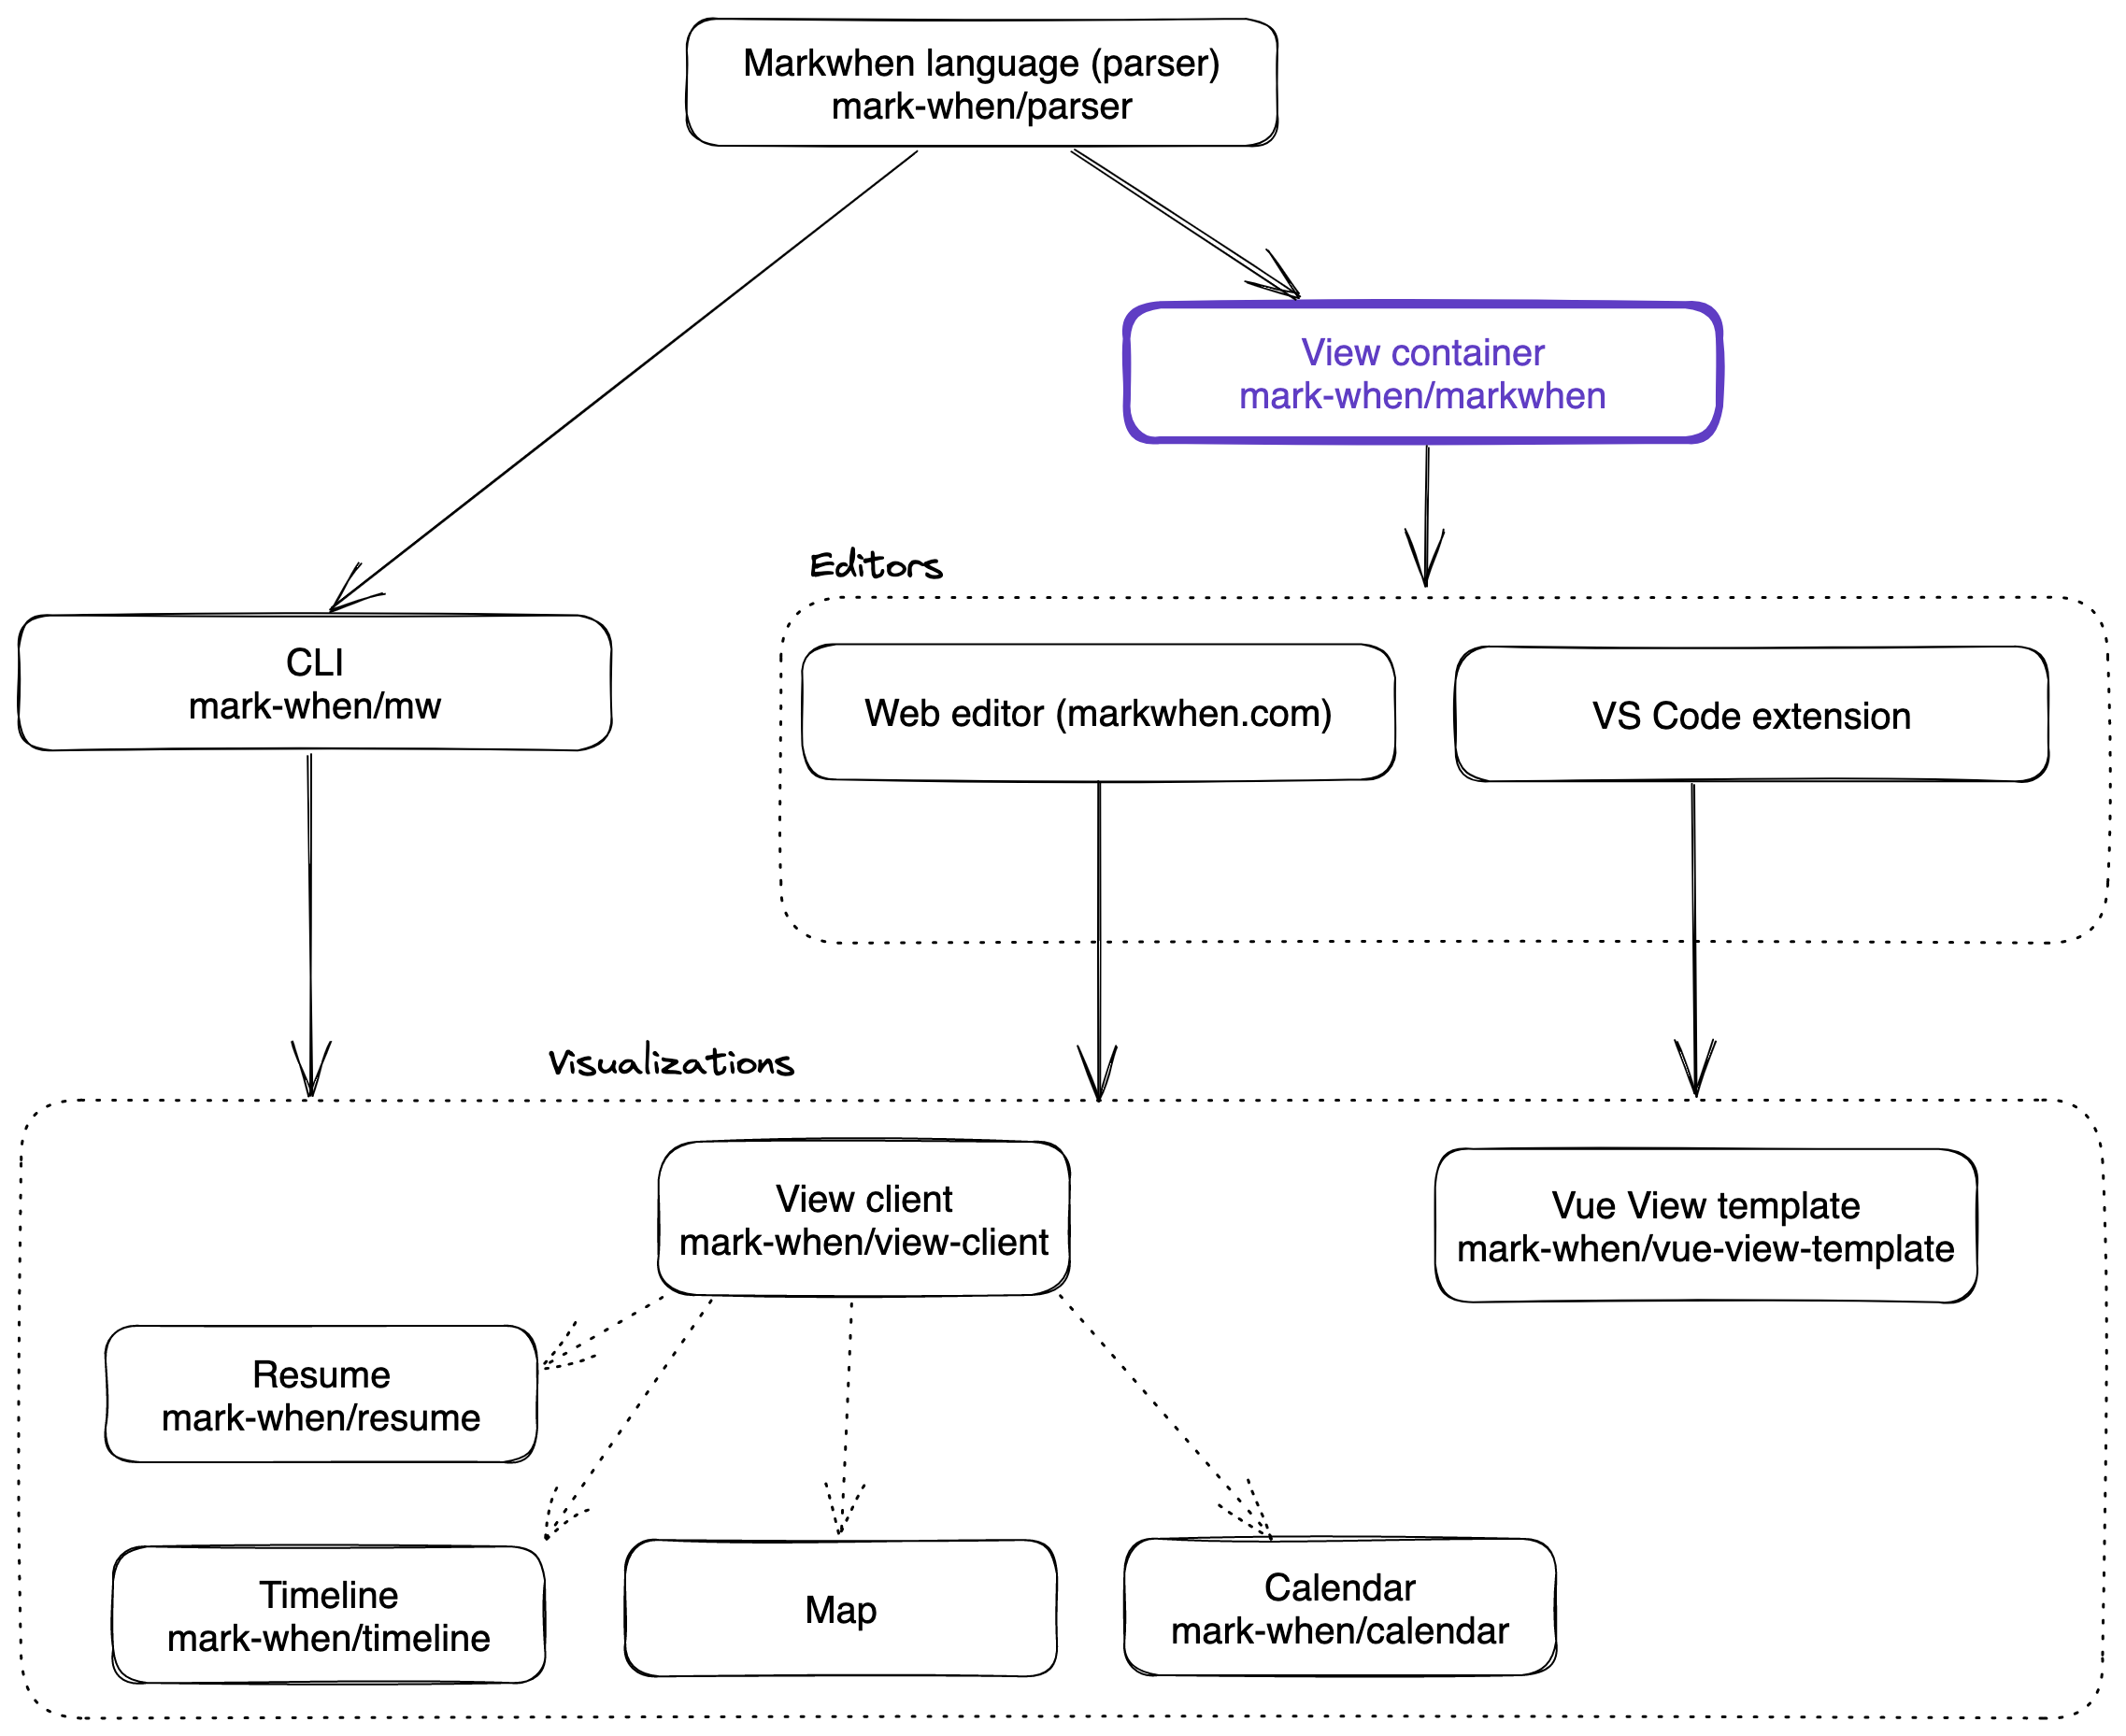 Markwhen language (parser)
mark-when/parser
View container
mark-when/markwhen
Editors
CLI
mark-when/mw
Web editor (markwhen.com)
VS Code extension
Visualizations
View client
mark-when/view-client
Vue View template
mark-when/vue-view-template
Resume
mark-when/resume
Timeline
mark-when/timeline
Map
Calendar
mark-when/calendar